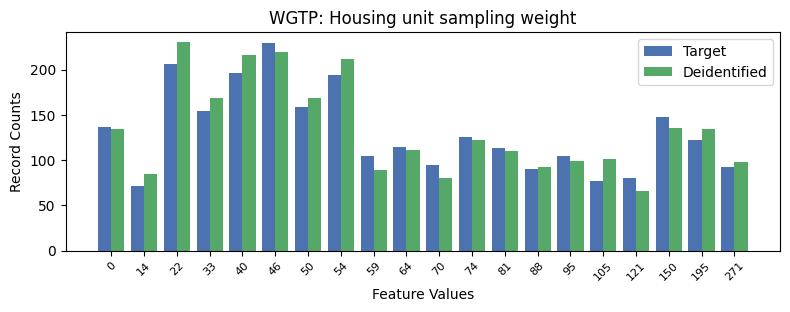 WGTP: Housing unit sampling weight
Target
Deidentified
Record Counts
200
150
100
50
0
0 14 22 33 40 46 50 54 59 64 70 74 81 88 95 105 121 150 195 271
Feature Values